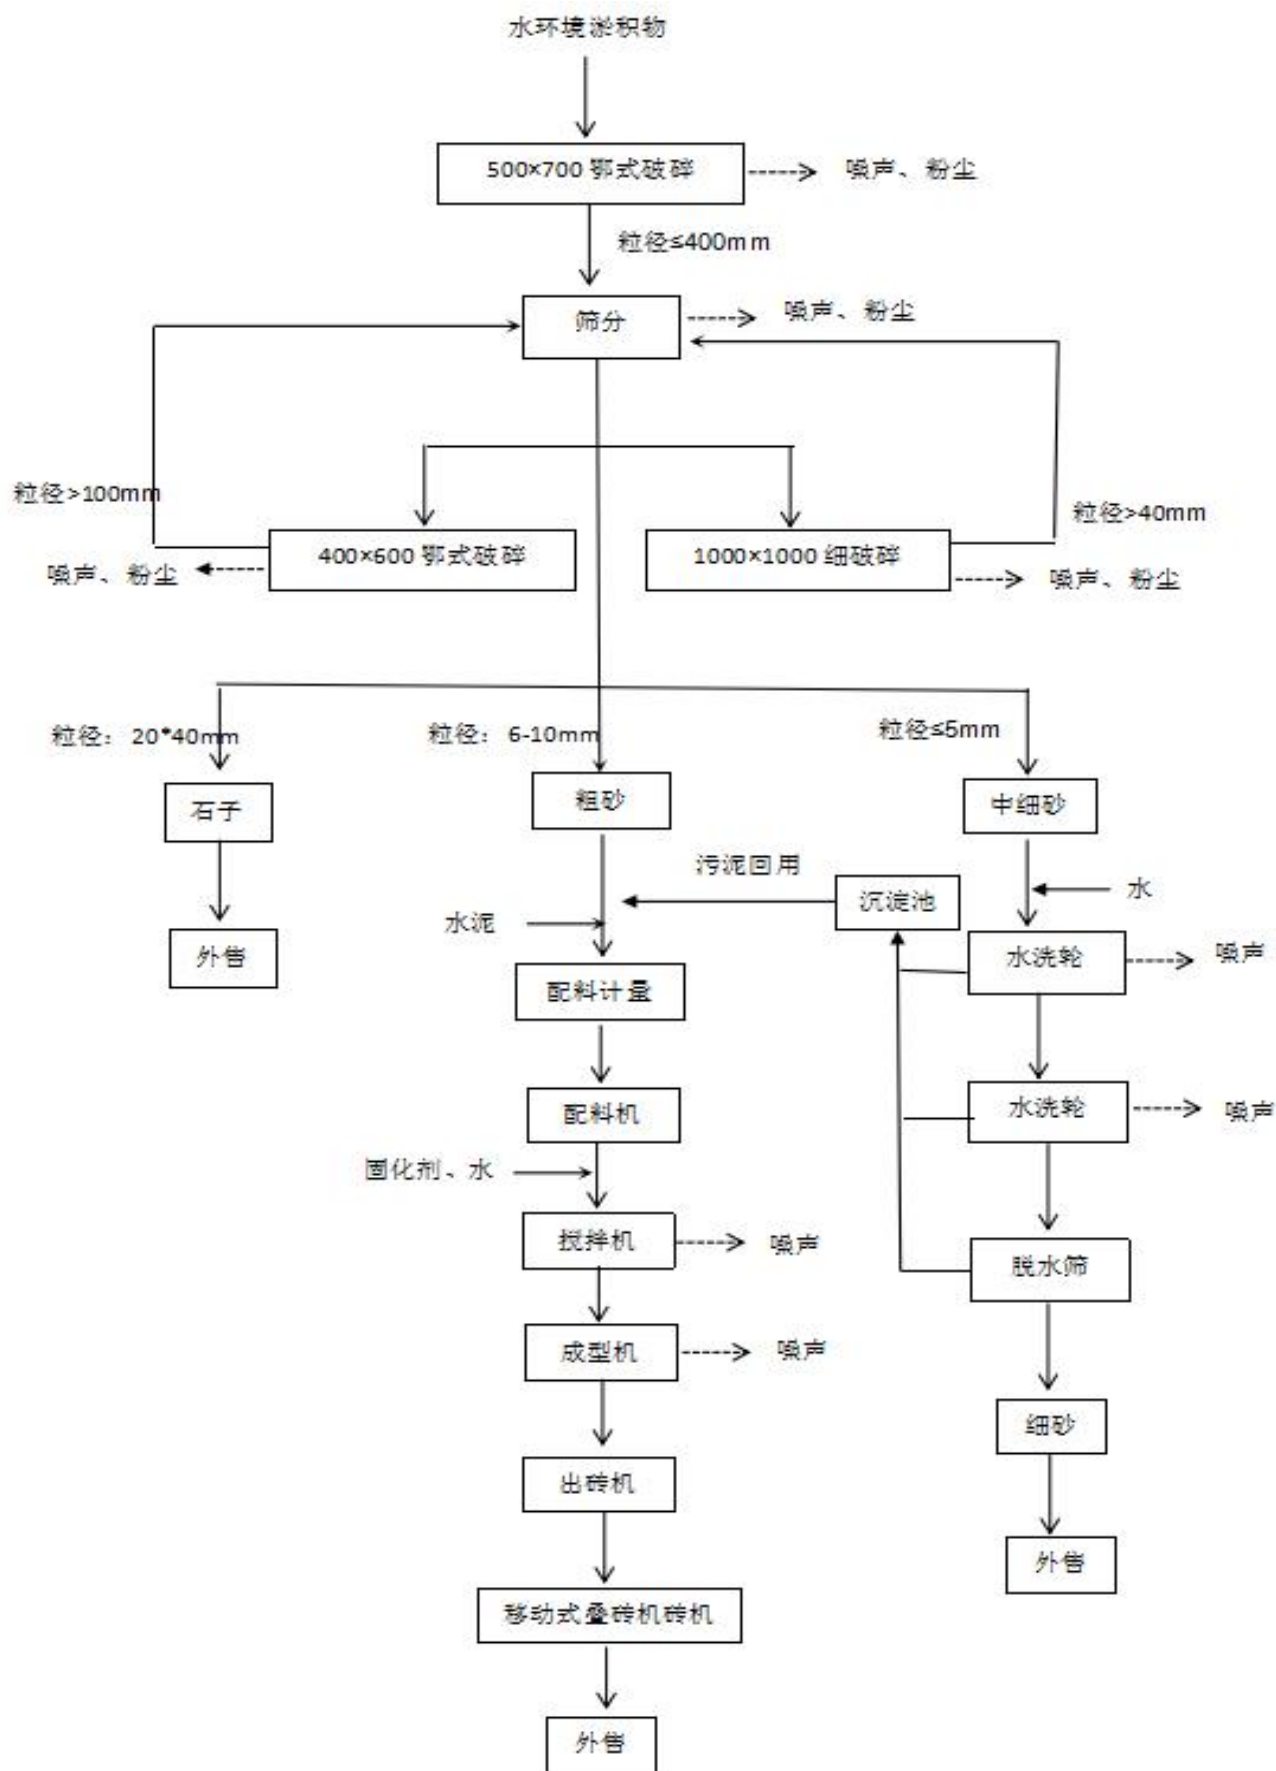 水环境淤积物
500×700 鄂式破碎
噪声、粉尘
粒径≤400mm
筛分
噪声、粉尘
粒径>100mm
粒径>40mm
400×600 鄂式破碎
1000×1000 细破碎
噪声、粉尘
噪声、粉尘
粒径：20*40mm
粒径：6-10mm
粒径≤5mm
石子
粗砂
中细砂
污泥回用
沉淀池
水
水泥
外售
水洗轮
噪声
配料计量
配料机
水洗轮
噪声
固化剂、水
搅拌机
噪声
脱水筛
成型机
噪声
细砂
出砖机
外售
移动式叠砖机砖机
外售